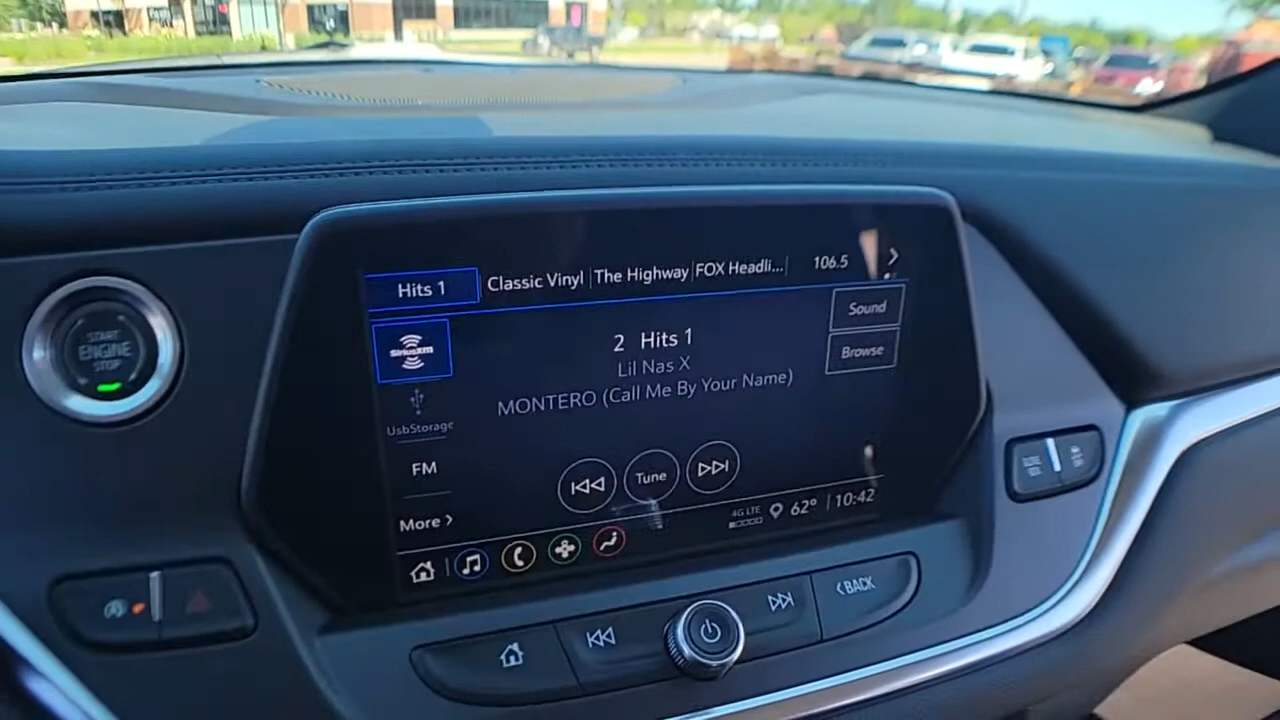 Hits 1
Classic Vinyl
The Highway
FOX Headli...
106.5
START
ENGINE
STOP
SiriusXM
2 Hits 1
Lil Nas X
MONTERO (Call Me By Your Name)
Sound
Browse
UsbStorage
FM
More
Tune
4G LTE
62°
10:42
BACK